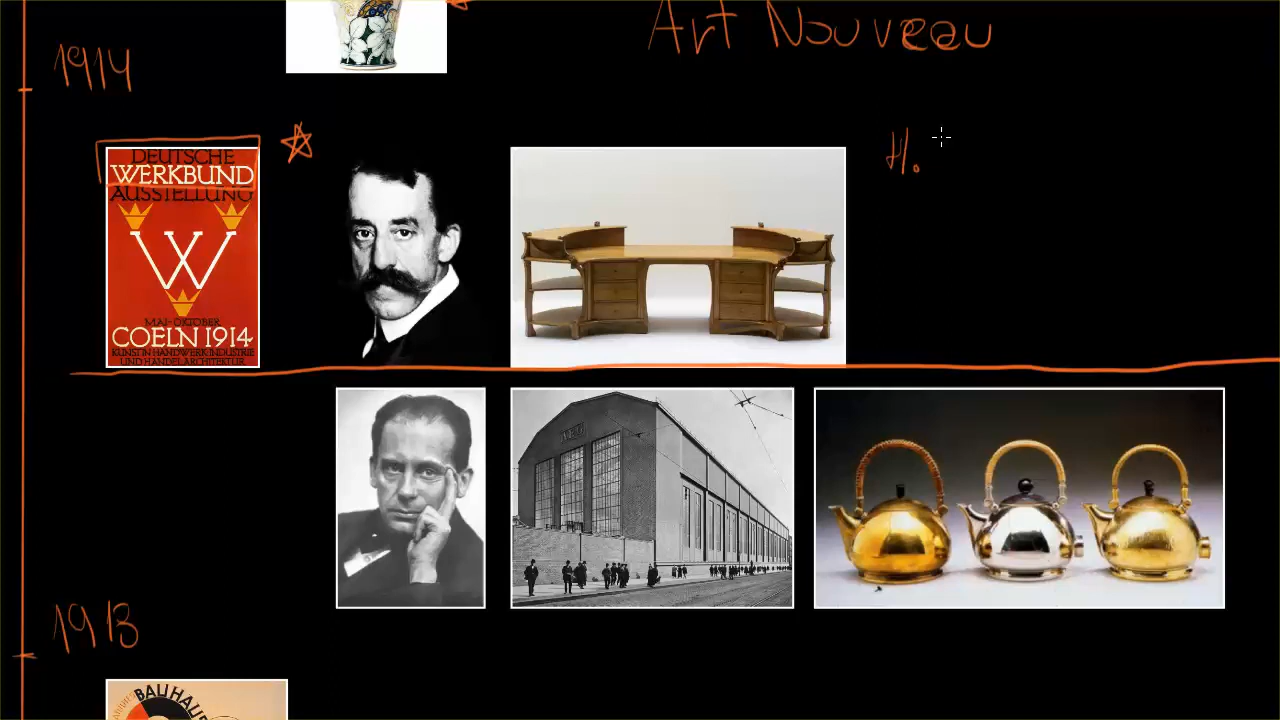 Art Nouveau
1914
H.
DEUTSCHE
WERKBUND
AUSSTELLUNG
W
MAI-OKTOBER
COELN 1914
KUNST IN HANDWERK, INDUSTRIE
UND HANDEL ARCHITEKTUR
AEG
1913
BAUHAUS